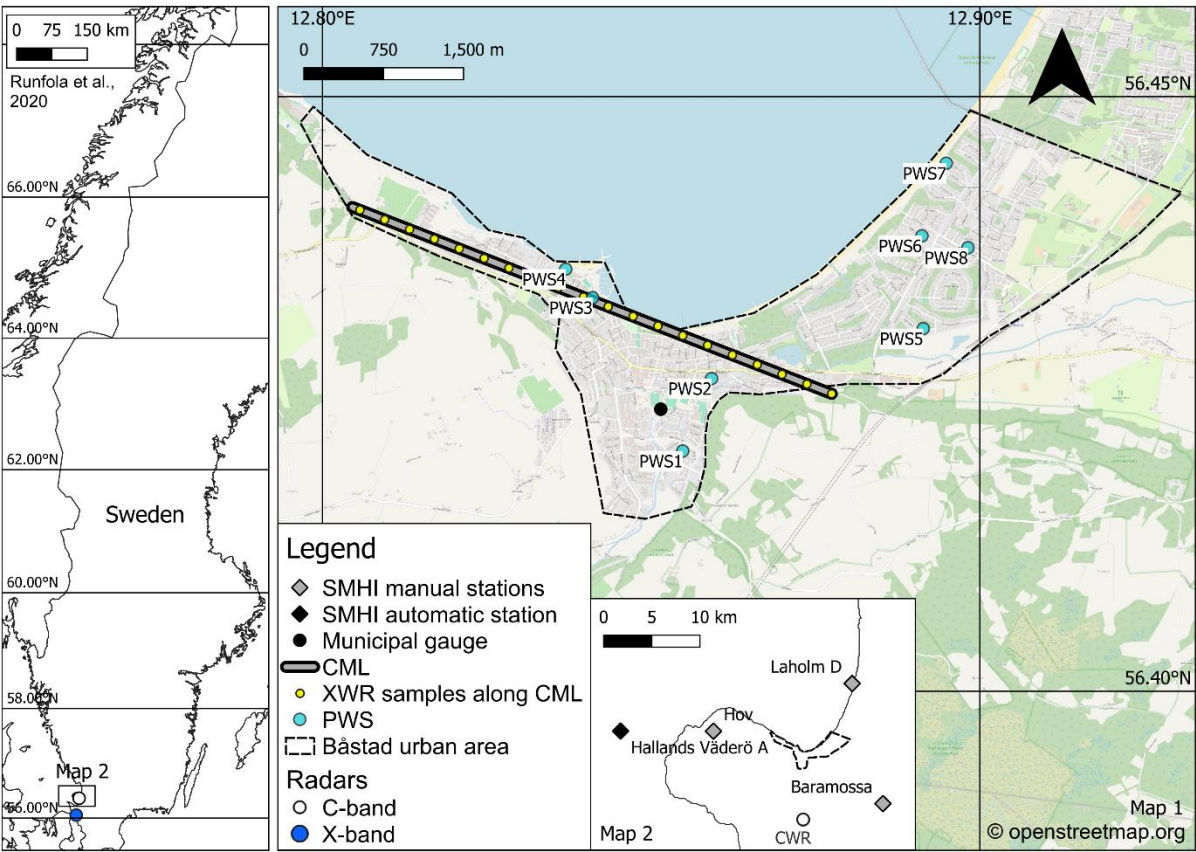 0 75 150 km
Runfola et al.,
2020
66.00°N
64.00°N
62.00°N
Sweden
60.00°N
58.00°N
Map 2
56.00°N
12.80°E
12.90°E
0 750 1,500 m
56.45°N
PWS7
PWS6
PWS8
PWS4
PWS3
PWS5
PWS2
PWS1
56.40°N
Legend
SMHI manual stations
SMHI automatic station
Municipal gauge
CML
XWR samples along CML
PWS
Båstad urban area
Radars
C-band
X-band
0 5 10 km
Laholm D
Hov
Hallands Väderö A
Baramossa
CWR
Map 2
Map 1
© openstreetmap.org